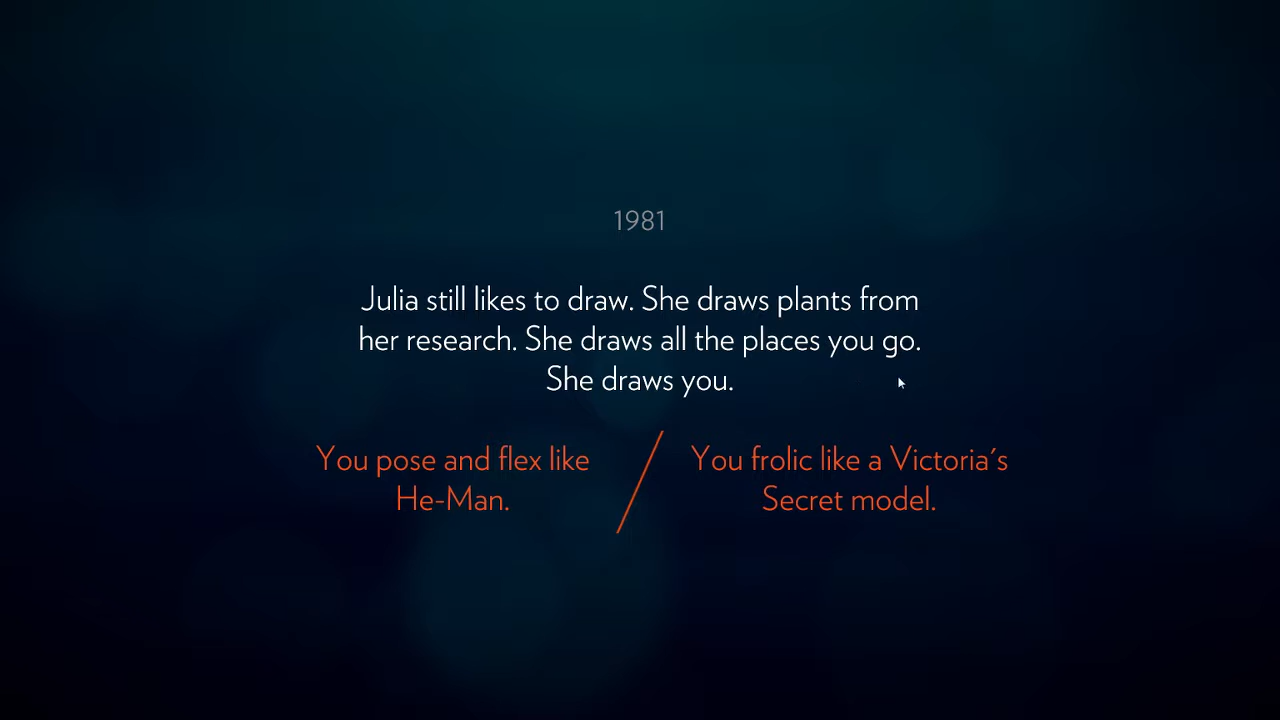 1981
Julia still likes to draw. She draws plants from
her research. She draws all the places you go.
She draws you.
You pose and flex like
He-Man.
You frolic like a Victoria's
Secret model.